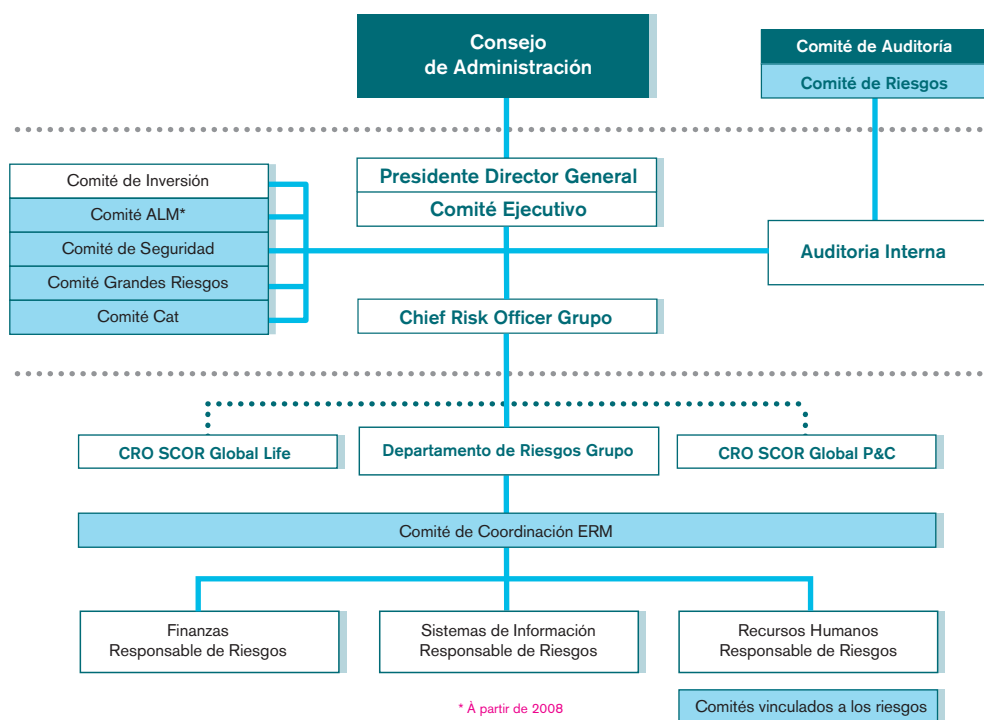 Consejo
de Administración
Comité de Auditoría
Comité de Riesgos
Comité de Inversión
Comité ALM*
Comité de Seguridad
Comité Grandes Riesgos
Comité Cat
Presidente Director General
Comité Ejecutivo
Auditoria Interna
Chief Risk Officer Grupo
CRO SCOR Global Life
Departamento de Riesgos Grupo
CRO SCOR Global P&C
Comité de Coordinación ERM
Finanzas
Responsable de Riesgos
Sistemas de Información
Responsable de Riesgos
Recursos Humanos
Responsable de Riesgos
* À partir de 2008
Comités vinculados a los riesgos